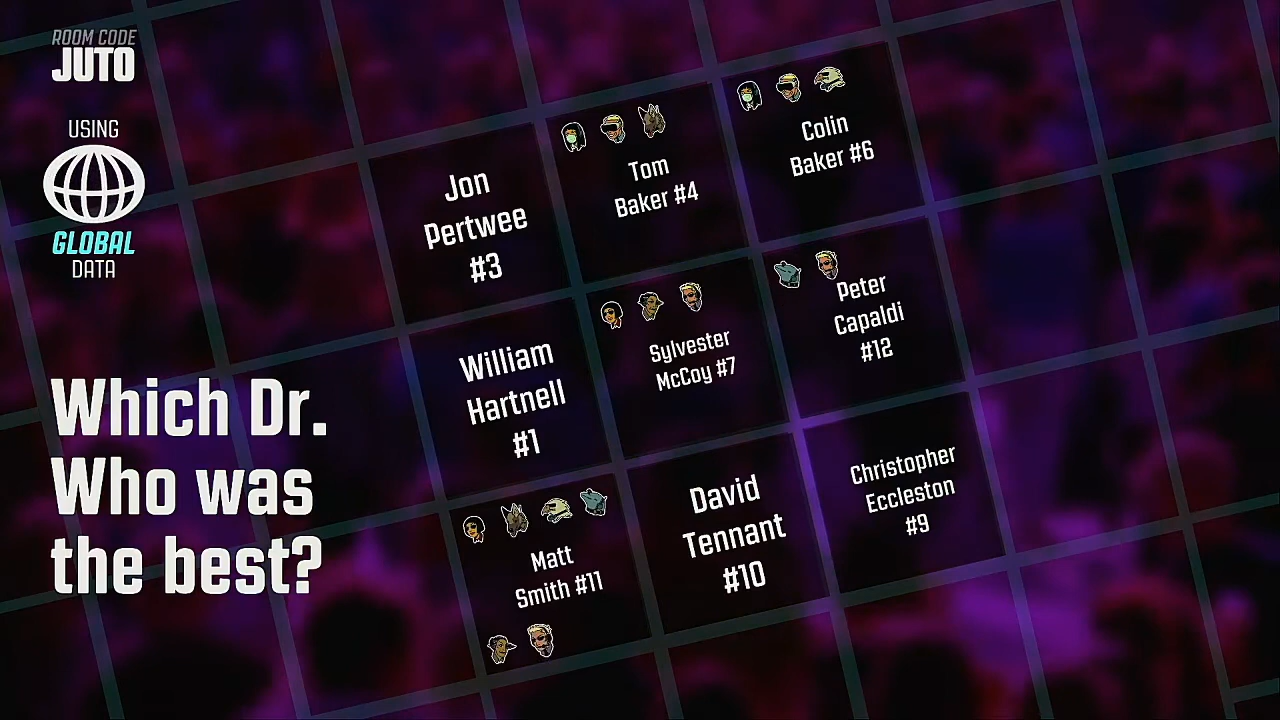 ROOM CODE
JUTO
USING
GLOBAL
DATA
Which Dr.
Who was
the best?
Jon
Pertwee
#3
Tom
Baker #4
Colin
Baker #6
William
Hartnell
#1
Sylvester
McCoy #7
Peter
Capaldi
#12
Matt
Smith #11
David
Tennant
#10
Christopher
Eccleston
#9